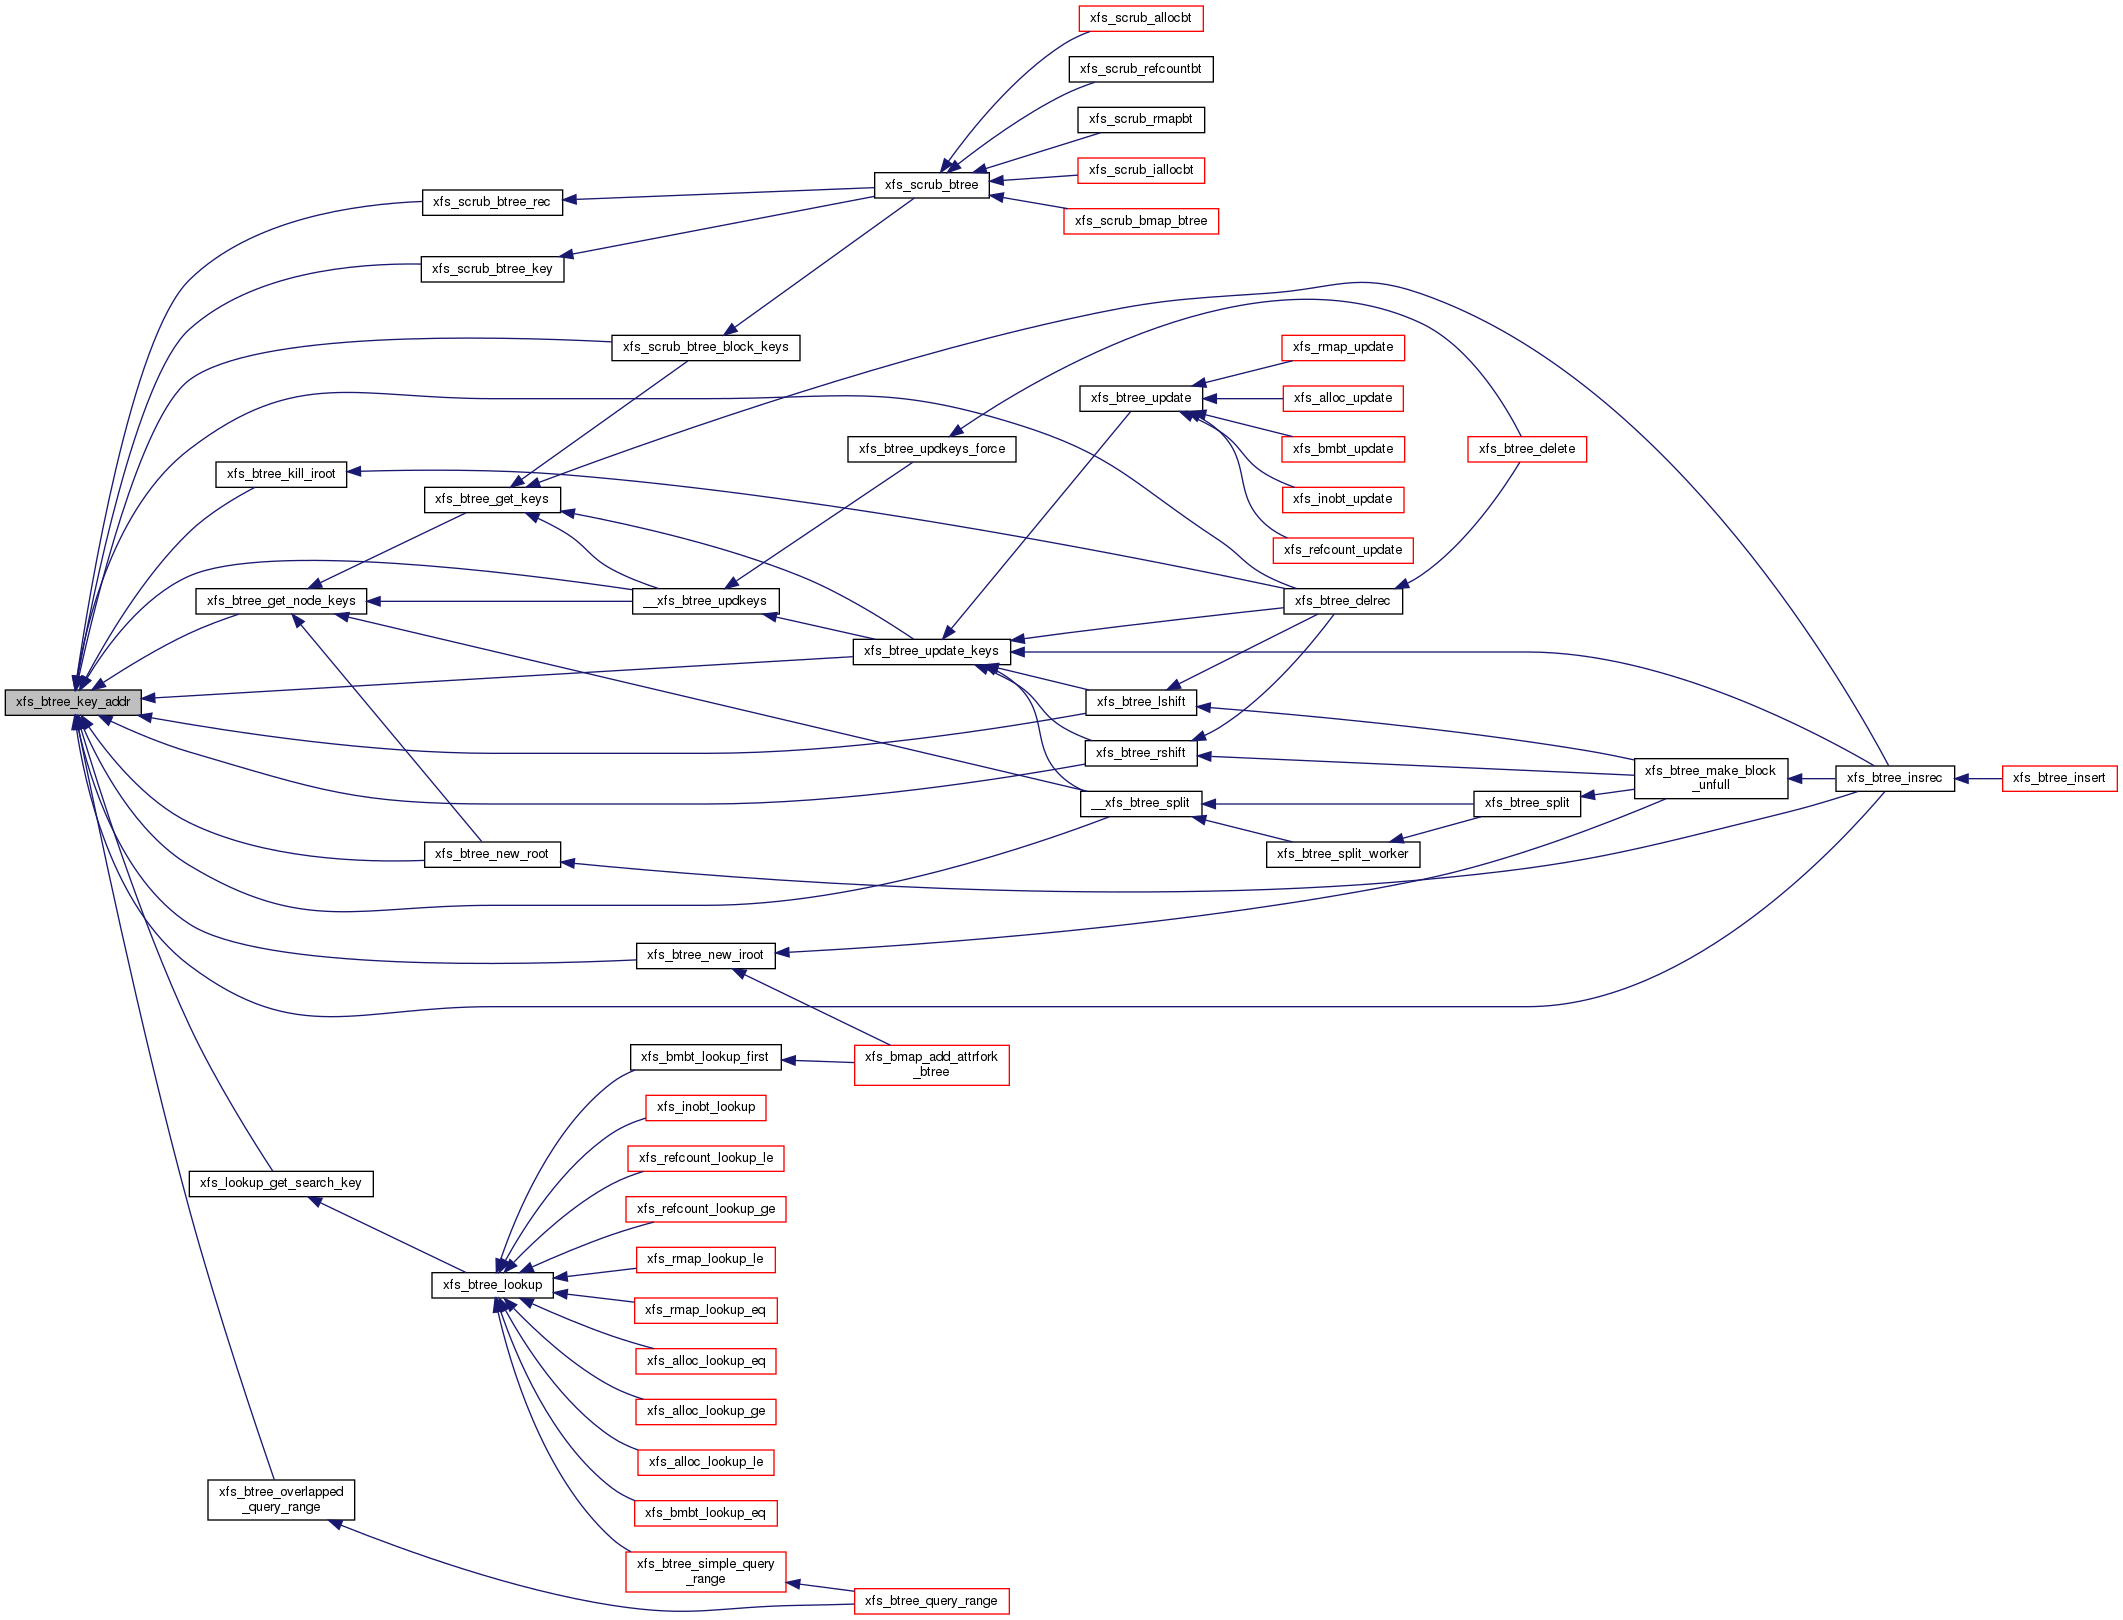 xfs_scrub_allocbt
xfs_scrub_refcountbt
xfs_scrub_rmapbt
xfs_scrub_iallocbt
xfs_scrub_btree
xfs_scrub_btree_rec
xfs_scrub_bmap_btree
xfs_scrub_btree_key
xfs_scrub_btree_block_keys
xfs_rmap_update
xfs_btree_update
xfs_alloc_update
xfs_btree_updkeys_force
xfs_bmbt_update
xfs_btree_delete
xfs_btree_kill_iroot
xfs_btree_get_keys
xfs_inobt_update
xfs_refcount_update
xfs_btree_get_node_keys
__xfs_btree_updkeys
xfs_btree_delrec
xfs_btree_update_keys
xfs_btree_key_addr
xfs_btree_lshift
xfs_btree_rshift
xfs_btree_make_block
_unfull
xfs_btree_insrec
xfs_btree_insert
__xfs_btree_split
xfs_btree_split
xfs_btree_new_root
xfs_btree_split_worker
xfs_btree_new_iroot
xfs_bmbt_lookup_first
xfs_bmap_add_attrfork
_btree
xfs_inobt_lookup
xfs_refcount_lookup_le
xfs_lookup_get_search_key
xfs_refcount_lookup_ge
xfs_rmap_lookup_le
xfs_btree_lookup
xfs_rmap_lookup_eq
xfs_alloc_lookup_eq
xfs_alloc_lookup_ge
xfs_alloc_lookup_le
xfs_btree_overlapped
_query_range
xfs_bmbt_lookup_eq
xfs_btree_simple_query
_range
xfs_btree_query_range